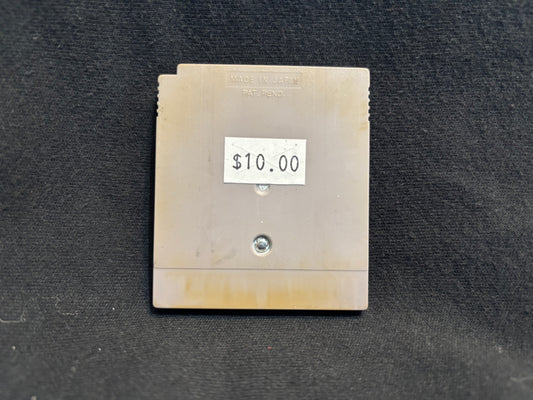 MADE IN JAPAN
PAT. PEND.
$10.00